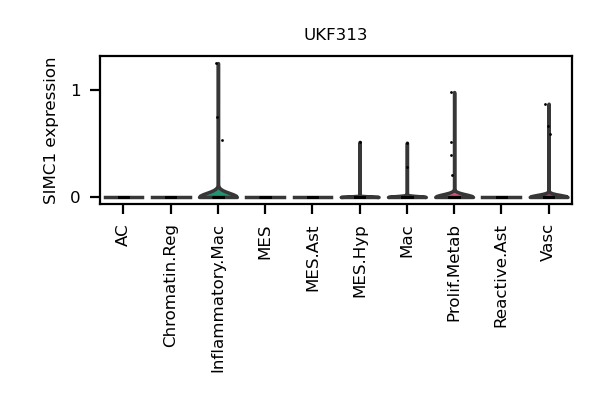 UKF313
SIMC1 expression
1
0
AC
Chromatin.Reg
Inflammatory.Mac
MES
MES.Ast
MES.Hyp
Mac
Prolif.Metab
Reactive.Ast
Vasc